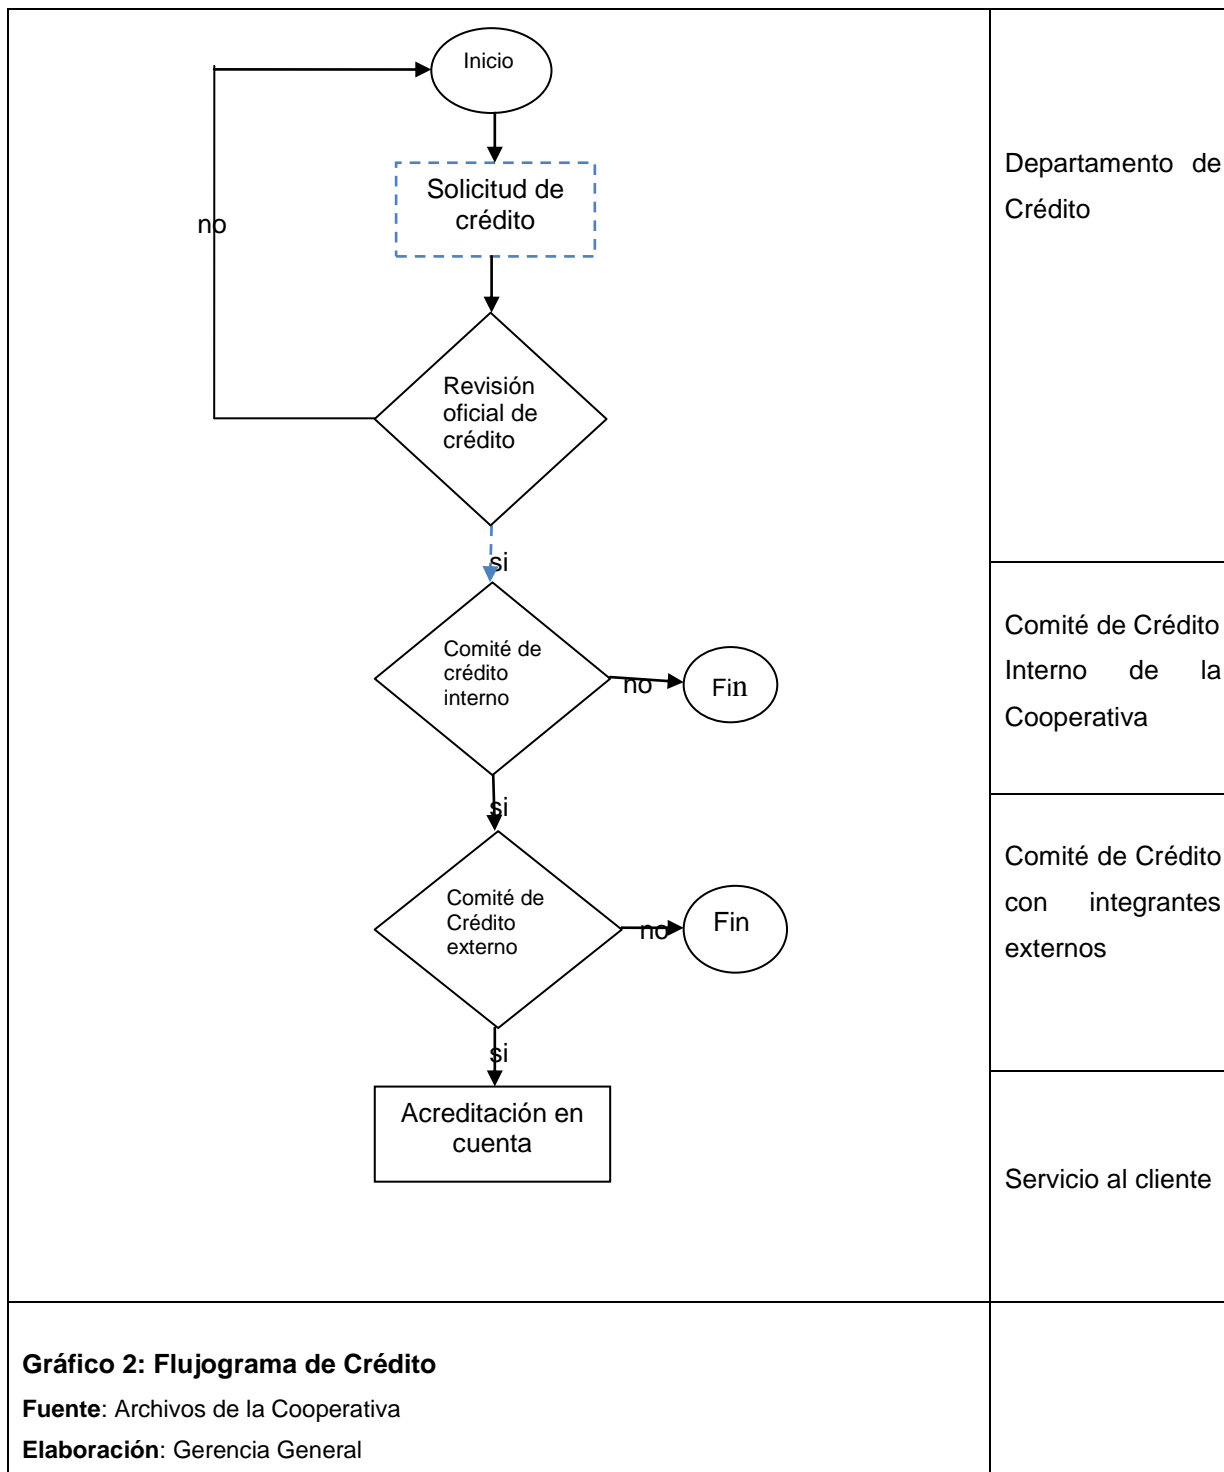 Inicio
Solicitud de
crédito
no
Revisión
oficial de
crédito
si
Departamento de
Crédito
Comité de
crédito
interno
no
Fin
si
Comité de Crédito
Interno de la
Cooperativa
Comité de
Crédito
externo
no
Fin
si
Comité de Crédito
con integrantes
externos
Acreditación en
cuenta
Servicio al cliente
Gráfico 2: Flujograma de Crédito
Fuente: Archivos de la Cooperativa
Elaboración: Gerencia General